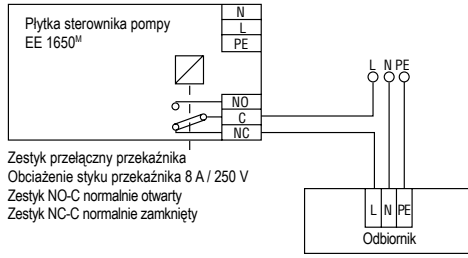 Płytka sterownika pompy
EE 1650ᴹ
N
L
PE
NO
C
NC
L N PE
Zestyk przełączny przekaźnika
Obciażenie styku przekaźnika 8 A / 250 V
Zestyk NO-C normalnie otwarty
Zestyk NC-C normalnie zamknięty
L N PE
Odbiornik